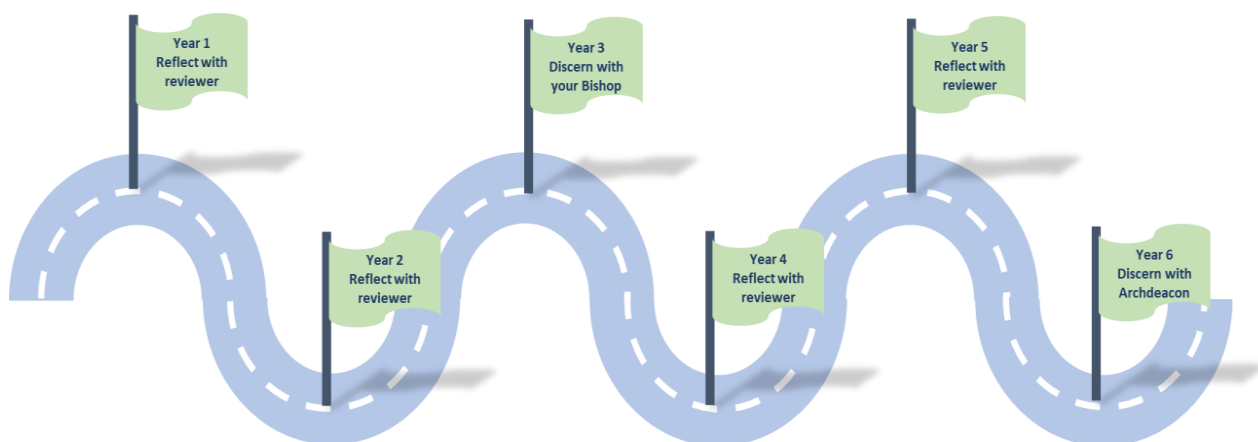 Year 1
Reflect with
reviewer
Year 2
Reflect with
reviewer
Year 3
Discern with
your Bishop
Year 4
Reflect with
reviewer
Year 5
Reflect with
reviewer
Year 6
Discern with
Archdeacon